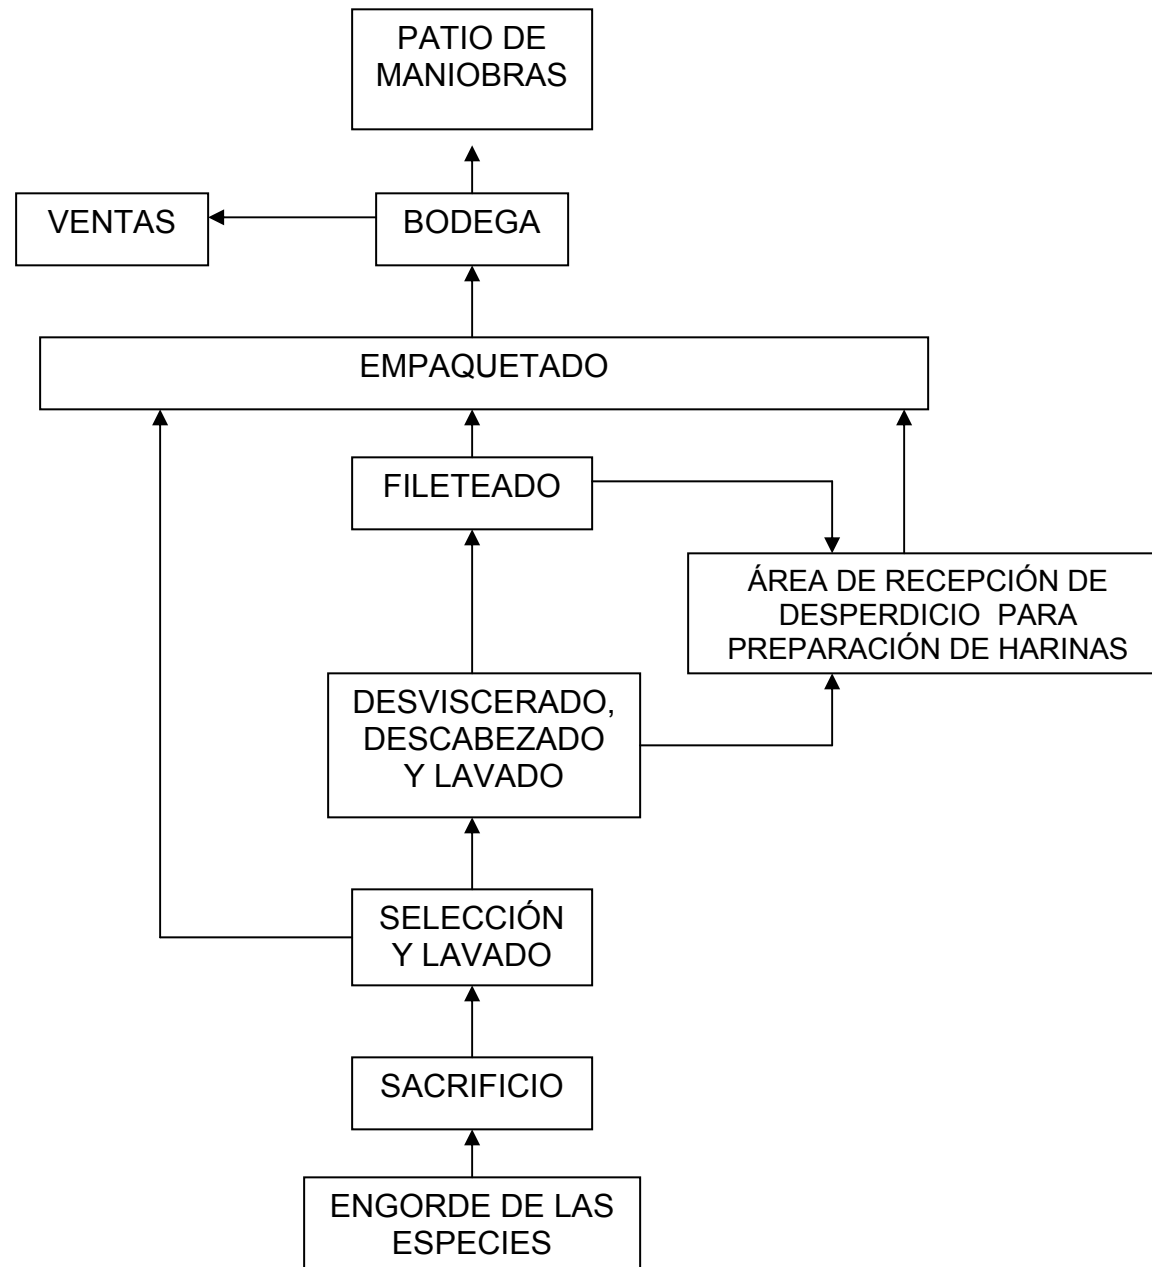 PATIO DE
MANIOBRAS
VENTAS
BODEGA
EMPAQUETADO
FILETEADO
ÁREA DE RECEPCIÓN DE
DESPERDICIO PARA
PREPARACIÓN DE HARINAS
DESVISCERADO,
DESCABEZADO
Y LAVADO
SELECCIÓN
Y LAVADO
SACRIFICIO
ENGORDE DE LAS
ESPECIES